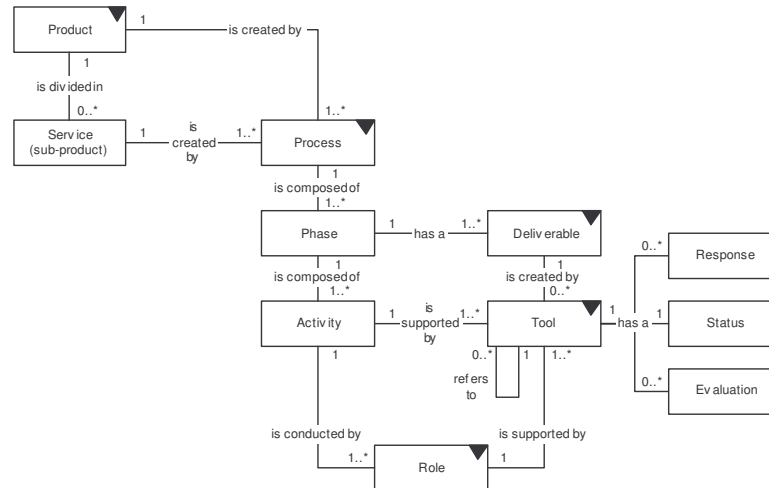 Product
1
is created by
1
is divided in
0..*
1..*
Service
(sub-product)
1
is
created
by
1..*
Process
1
is composed of
1..*
Phase
1
has a
1..*
Deliverable
1
is composed of
1..*
1
is created by
0..*
Activity
1
is
supported
by
1..*
Tool
1
has a
0..*
Response
1
Status
0..*
Evaluation
1
0..*
1
1..*
refers
to
is conducted by
is supported by
1..*
Role
1